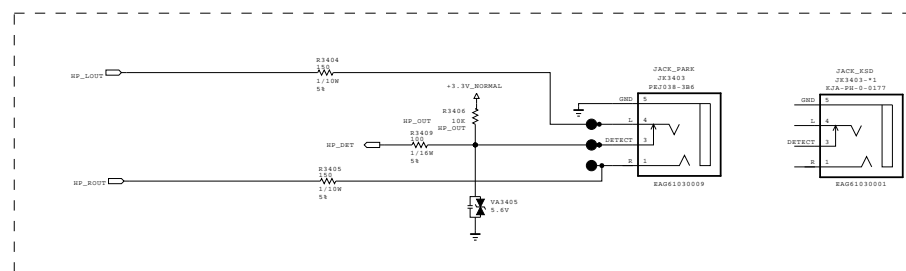 HP_LOUT
R3404
150
1/10W
5%
+3.3V_NORMAL
R3406
10K
HP_OUT
HP_OUT
R3409
100
1/16W
5%
HP_DET
R3405
150
1/10W
5%
HP_ROUT
VA3405
5.6V
JACK_PARK
JK3403
PEJ038-3B6
GND 5
L 4
DETECT 3
R 1
EAG61030009
JACK_KSD
JK3403-*1
KJA-PH-0-0177
GND 5
L 4
DETECT 3
R 1
EAG61030001